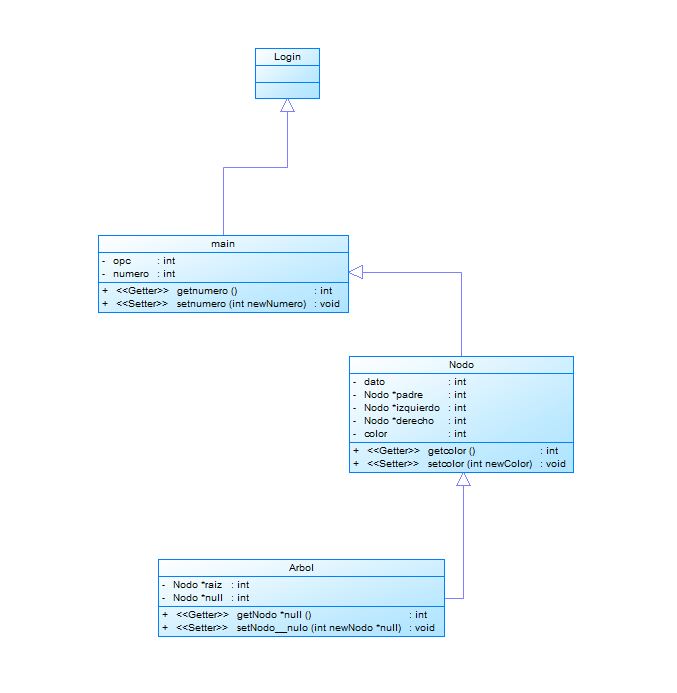 Login
main
- opc : int
- numero : int
+ <<Getter>> getnumero () : int
+ <<Setter>> setnumero (int newNumero) : void
Nodo
- dato : int
- Nodo *padre : int
- Nodo *izquierdo : int
- Nodo *derecho : int
- color : int
+ <<Getter>> getcolor () : int
+ <<Setter>> setcolor (int newColor) : void
Arbol
- Nodo *raiz : int
- Nodo *null : int
+ <<Getter>> getNodo *null () : int
+ <<Setter>> setNodo__nulo (int newNodo *null) : void